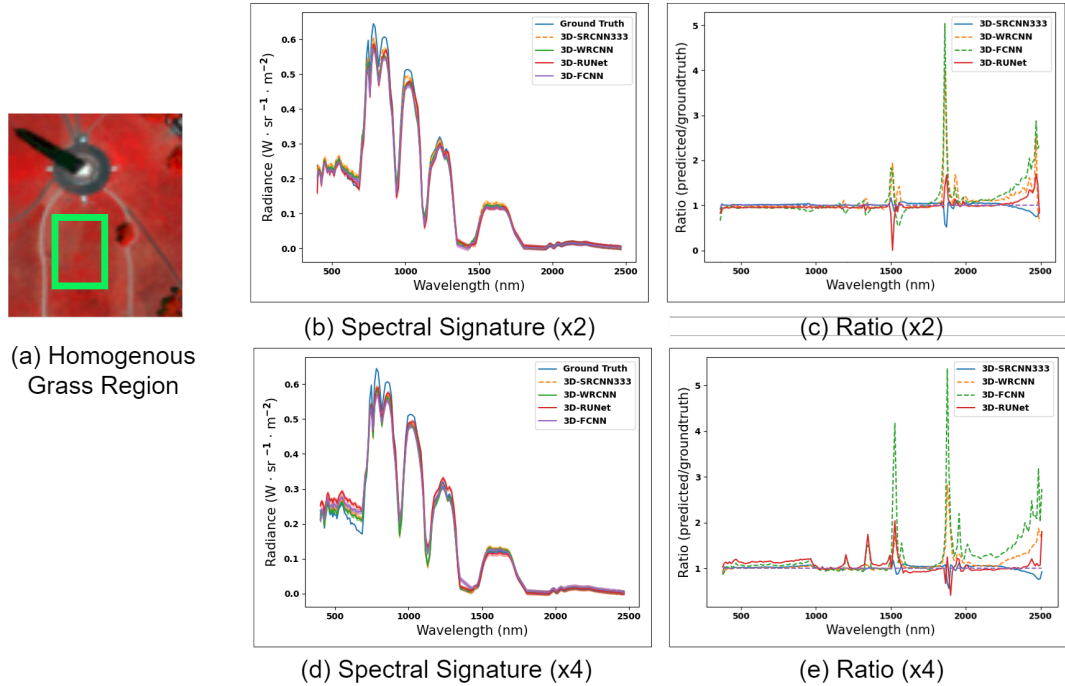 (a) Homogenous
Grass Region
Radiance (W · sr⁻¹ · m⁻²)
0.6
0.5
0.4
0.3
0.2
0.1
0.0
Ground Truth
3D-SRCNN333
3D-WRCNN
3D-RUNet
3D-FCNN
500 1000 1500 2000 2500
Wavelength (nm)
(b) Spectral Signature (x2)
Ratio (predicted/groundtruth)
5
4
3
2
1
0
3D-SRCNN333
3D-WRCNN
3D-FCNN
3D-RUNet
500 1000 1500 2000 2500
Wavelength (nm)
(c) Ratio (x2)
Radiance (W · sr⁻¹ · m⁻²)
0.6
0.5
0.4
0.3
0.2
0.1
0.0
Ground Truth
3D-SRCNN333
3D-WRCNN
3D-RUNet
3D-FCNN
500 1000 1500 2000 2500
Wavelength (nm)
(d) Spectral Signature (x4)
Ratio (predicted/groundtruth)
5
4
3
2
1
3D-SRCNN333
3D-WRCNN
3D-FCNN
3D-RUNet
500 1000 1500 2000 2500
Wavelength (nm)
(e) Ratio (x4)